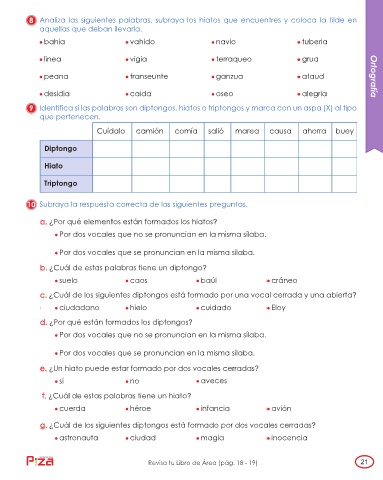 8 Analiza las siguientes palabras, subraya los hiatos que encuentres y coloca la tilde en
aquellas que deban llevarla.
• bahia • vahido • navio • tuberia
• linea • vigia • terraqueo • grua
• peana • transeunte • ganzua • ataud
• desidia • caida • oseo • alegria
Ortografía
9 Identifica si las palabras son diptongos, hiatos o triptongos y marca con un aspa (X) al tipo
que pertenecen.
Cuídalo camión comía salió marea causa ahorra buey
Diptongo
Hiato
Triptongo
10 Subraya la respuesta correcta de las siguientes preguntas.
a. ¿Por qué elementos están formados los hiatos?
• Por dos vocales que no se pronuncian en la misma sílaba.
• Por dos vocales que se pronuncian en la misma sílaba.
b. ¿Cuál de estas palabras tiene un diptongo?
• suelo • caos • baúl • cráneo
c. ¿Cuál de los siguientes diptongos está formado por una vocal cerrada y una abierta?
• ciudadano • hielo • cuidado • Eloy
d. ¿Por qué están formados los diptongos?
• Por dos vocales que no se pronuncian en la misma sílaba.
• Por dos vocales que se pronuncian en la misma sílaba.
e. ¿Un hiato puede estar formado por dos vocales cerradas?
• sí • no • aveces
f. ¿Cuál de estas palabras tiene un hiato?
• cuerda • héroe • infancia • avión
g. ¿Cuál de los siguientes diptongos está formado por dos vocales cerradas?
• astronauta • ciudad • magia • inocencia
Piza
Revisa tu Libro de Área (pág. 18 - 19)
21